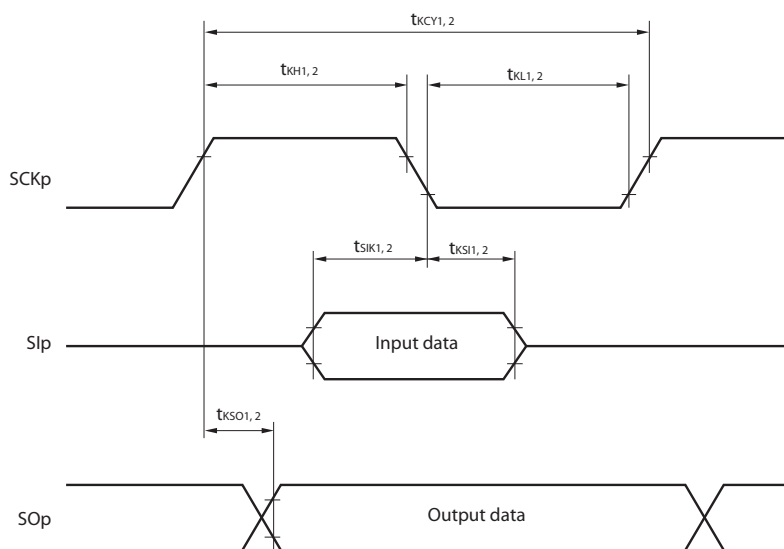 tKCY1, 2
tKH1, 2
tKL1, 2
SCKp
tSIK1, 2
tKSI1, 2
SIp
Input data
tKSO1, 2
SOp
Output data